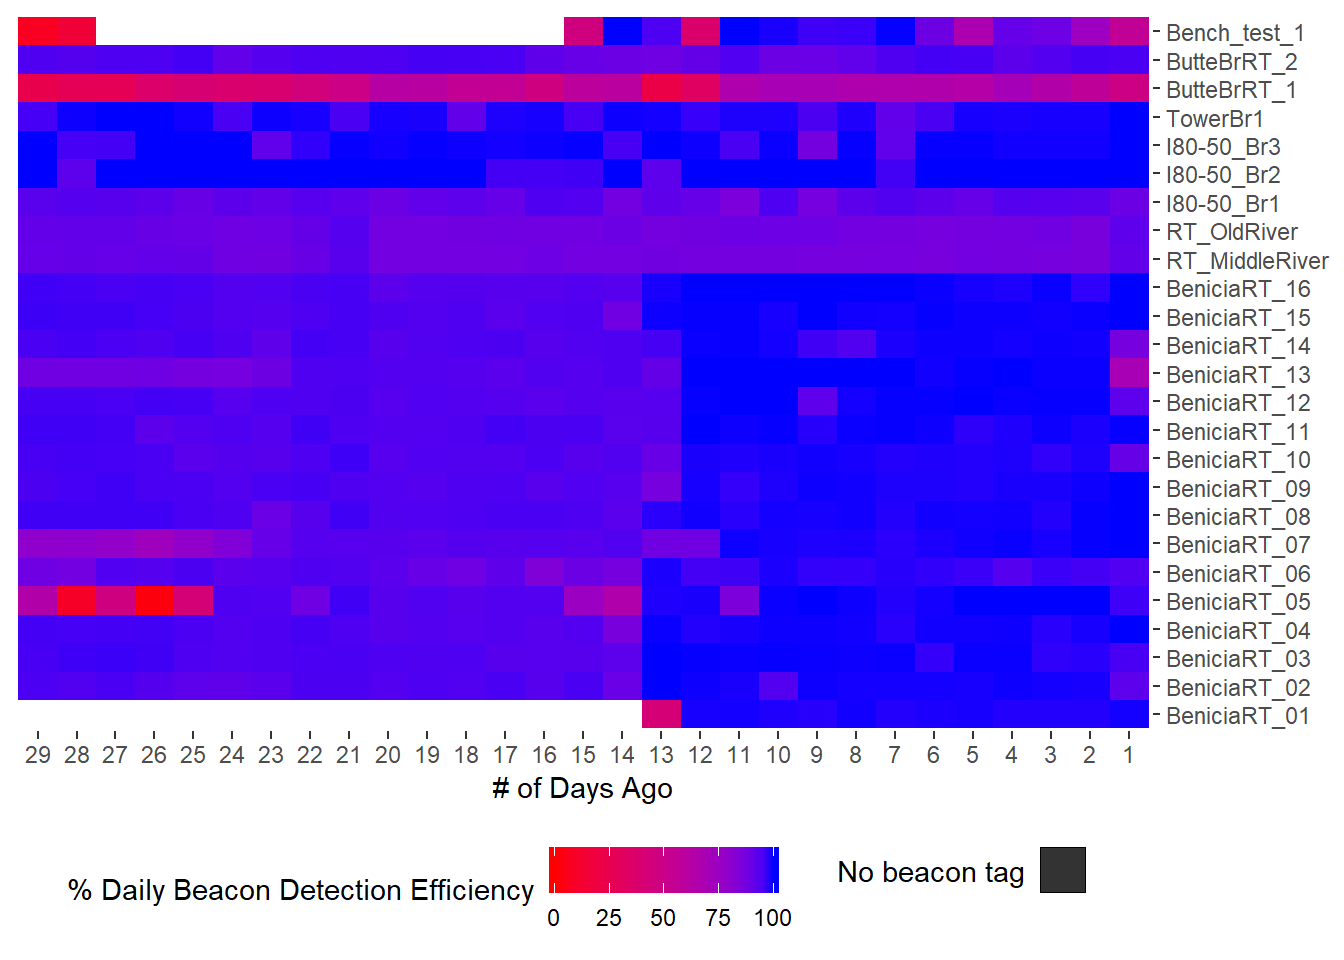 Bench_test_1
ButteBrRT_2
ButteBrRT_1
TowerBr1
I80-50_Br3
I80-50_Br2
I80-50_Br1
RT_OldRiver
RT_MiddleRiver
BeniciaRT_16
BeniciaRT_15
BeniciaRT_14
BeniciaRT_13
BeniciaRT_12
BeniciaRT_11
BeniciaRT_10
BeniciaRT_09
BeniciaRT_08
BeniciaRT_07
BeniciaRT_06
BeniciaRT_05
BeniciaRT_04
BeniciaRT_03
BeniciaRT_02
BeniciaRT_01
29 28 27 26 25 24 23 22 21 20 19 18 17 16 15 14 13 12 11 10 9 8 7 6 5 4 3 2 1
# of Days Ago
% Daily Beacon Detection Efficiency
0 25 50 75 100
No beacon tag